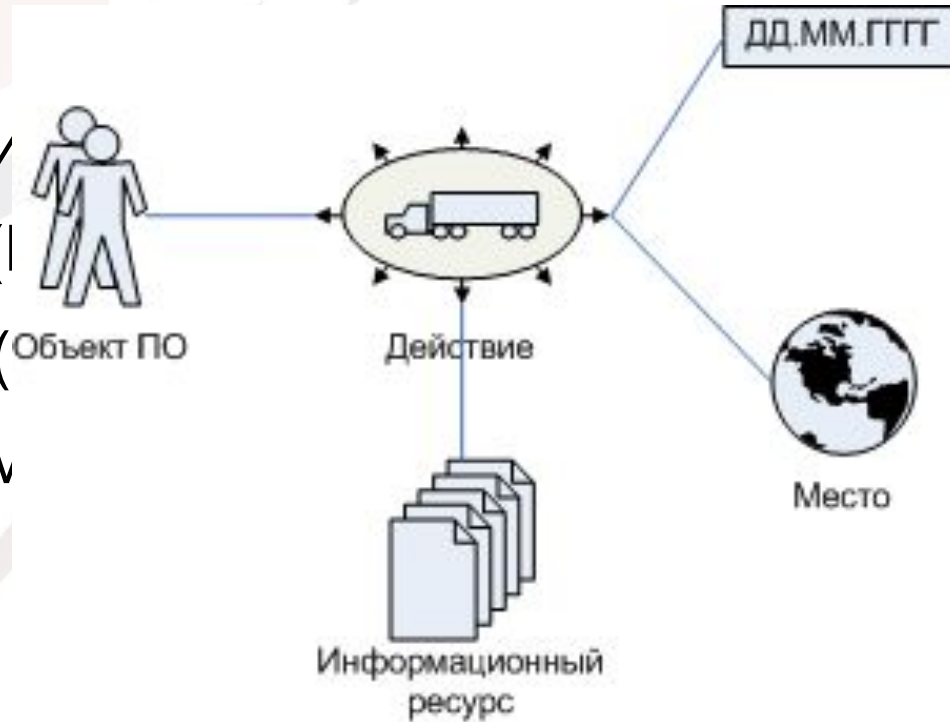 ДД.ММ.ГГГГ
Объект ПО
Действие
Место
Информационный
ресурс